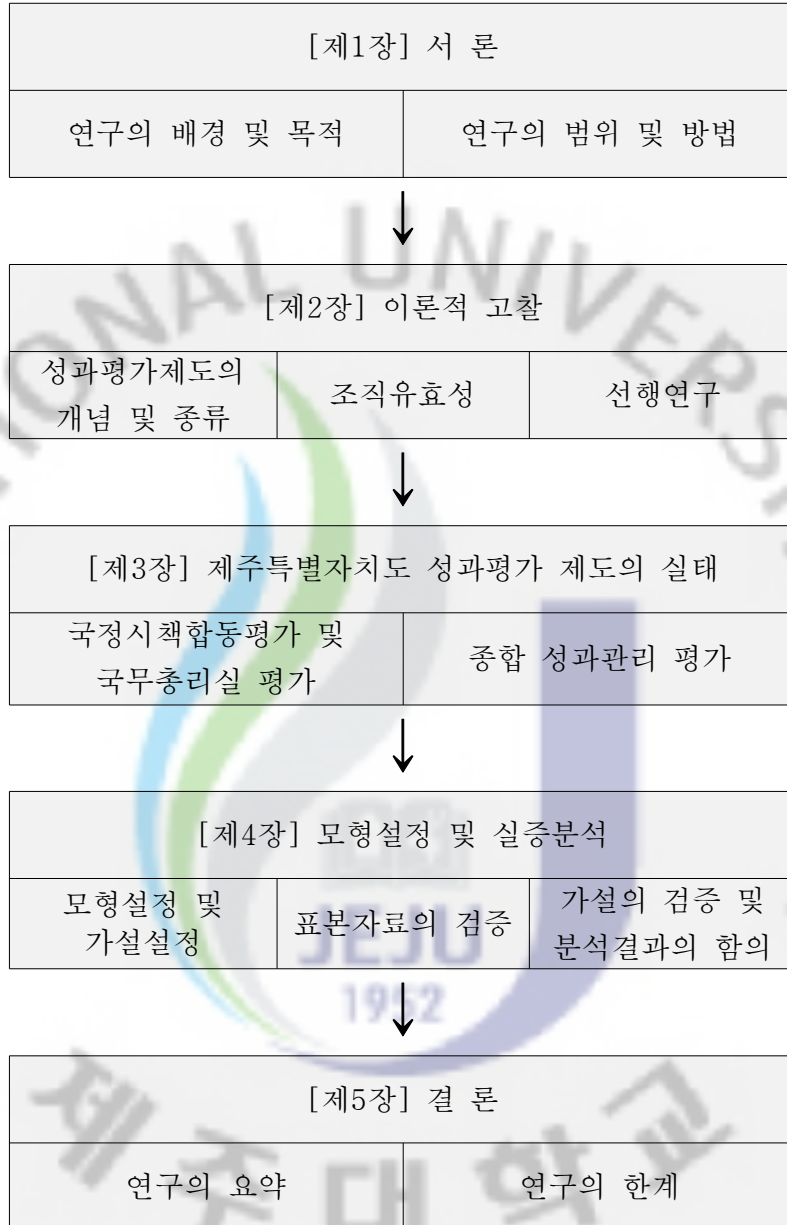 [제1장] 서 론
연구의 배경 및 목적
연구의 범위 및 방법
[제2장] 이론적 고찰
성과평가제도의
개념 및 종류
조직유효성
선행연구
[제3장] 제주특별자치도 성과평가 제도의 실태
국정시책합동평가 및
국무총리실 평가
종합 성과관리 평가
[제4장] 모형설정 및 실증분석
모형설정 및
가설설정
표본자료의 검증
가설의 검증 및
분석결과의 함의
[제5장] 결 론
연구의 요약
연구의 한계
JEJU
1952
제주대학교